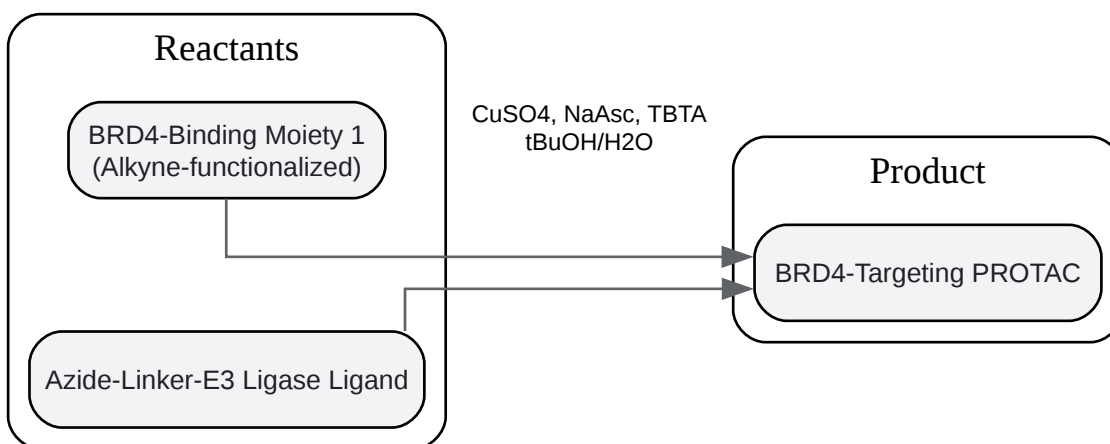 Reactants
BRD4-Binding Moiety 1
(Alkyne-functionalized)
Azide-Linker-E3 Ligase Ligand
CuSO4, NaAsc, TBTA
tBuOH/H2O
Product
BRD4-Targeting PROTAC